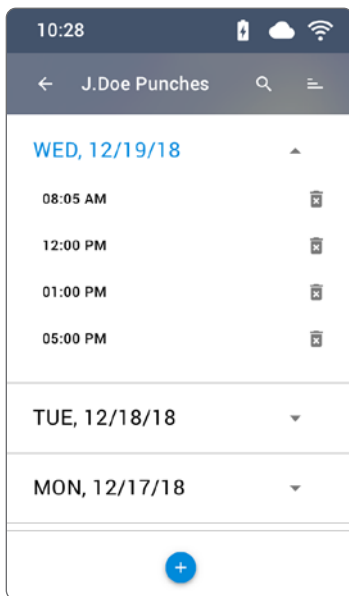 10:28
J.Doe Punches
WED, 12/19/18
08:05 AM
12:00 PM
01:00 PM
05:00 PM
TUE, 12/18/18
MON, 12/17/18